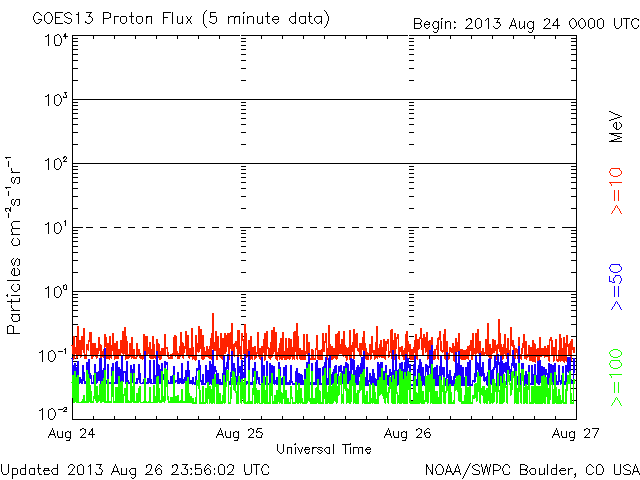 GOES13 Proton Flux (5 minute data)
Begin: 2013 Aug 24 0000 UTC
10⁴
10³
10²
10¹
10⁰
10⁻¹
10⁻²
Particles cm⁻²s⁻¹sr⁻¹
MeV
>=10
>=50
>=100
Aug 24
Aug 25
Aug 26
Aug 27
Universal Time
Updated 2013 Aug 26 23:56:02 UTC
NOAA/SWPC Boulder, CO USA